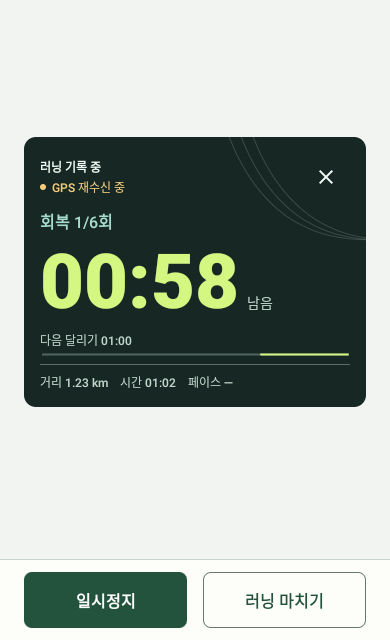 러닝 기록 중
GPS 재수신 중
회복 1/6회
00:58 남음
다음 달리기 01:00
거리 1.23 km 시간 01:02 페이스 —
일시정지 러닝 마치기